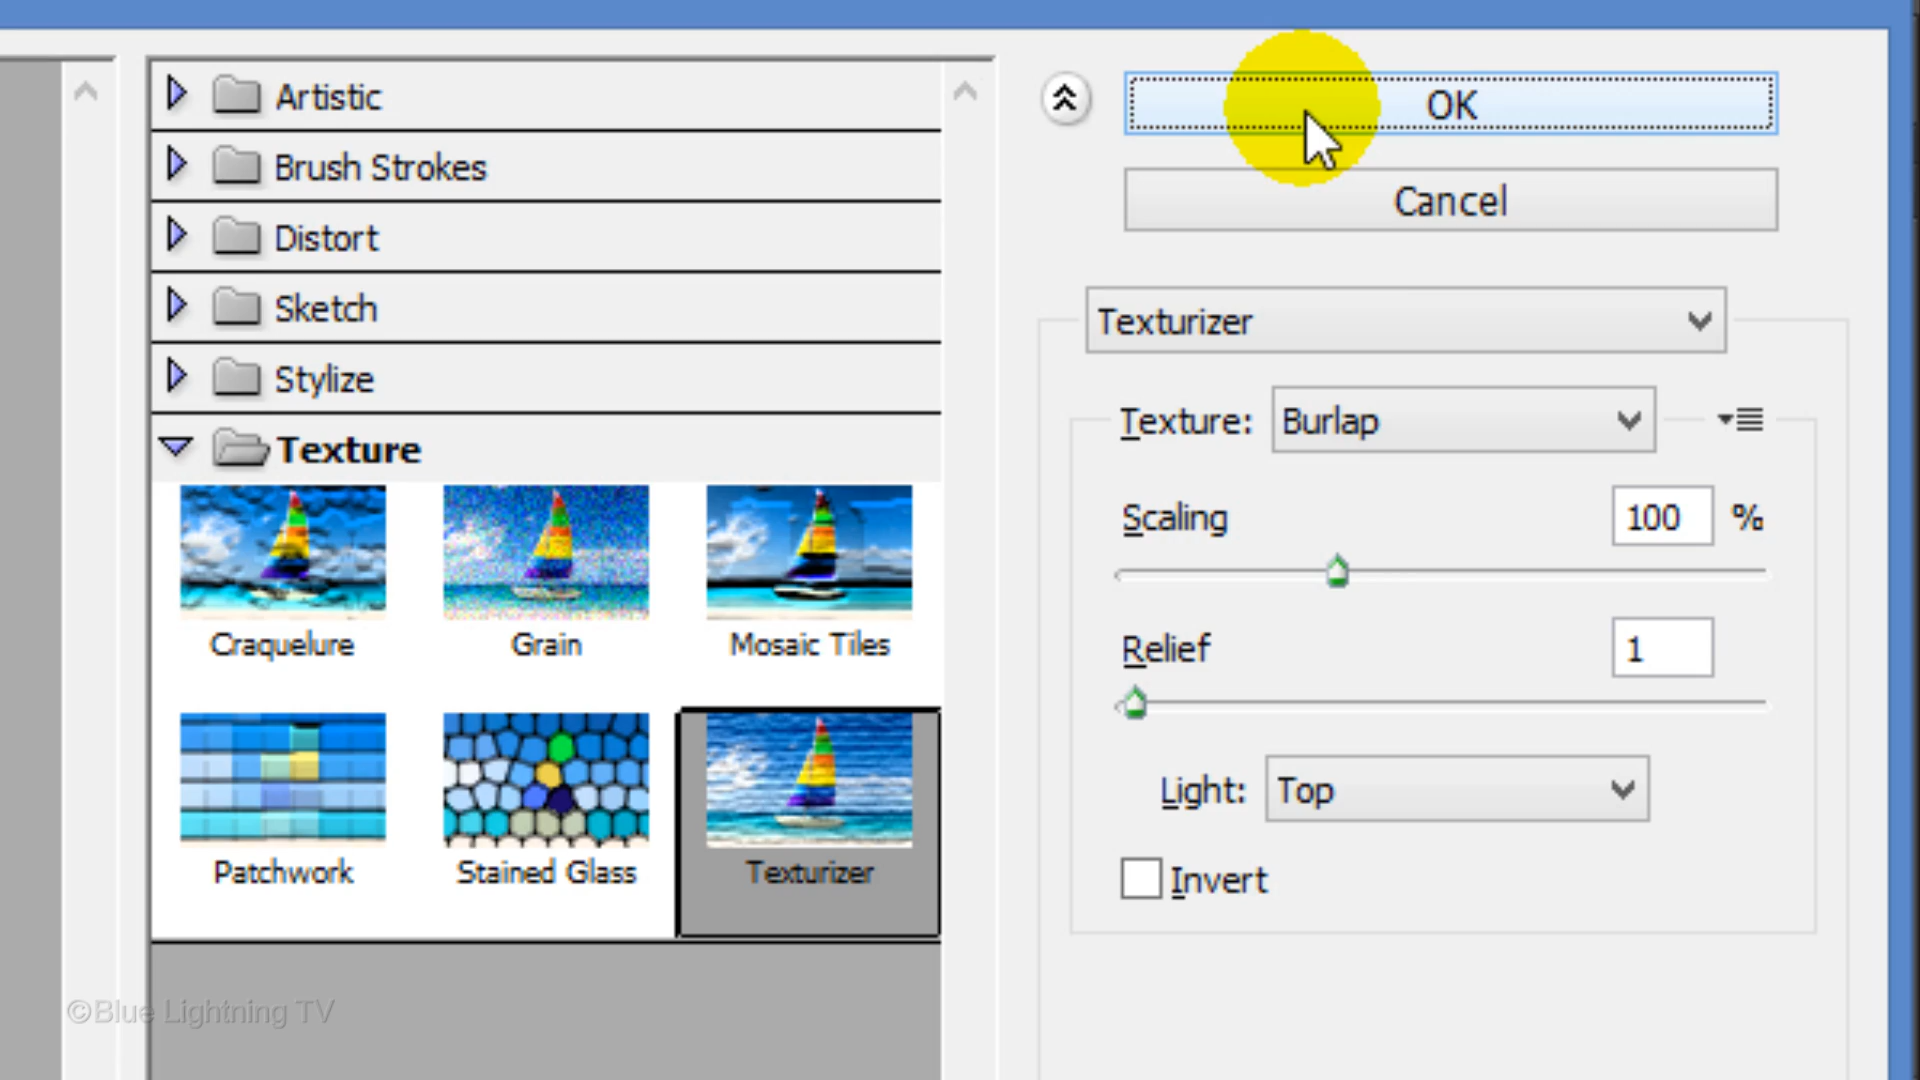 Artistic
Brush Strokes
Distort
Sketch
Stylize
Texture
Craquelure
Grain
Mosaic Tiles
Patchwork
Stained Glass
Texturizer
OK
Cancel
Texturizer
Texture: Burlap
Scaling 100 %
Relief 1
Light: Top
Invert
©Blue Lightning TV